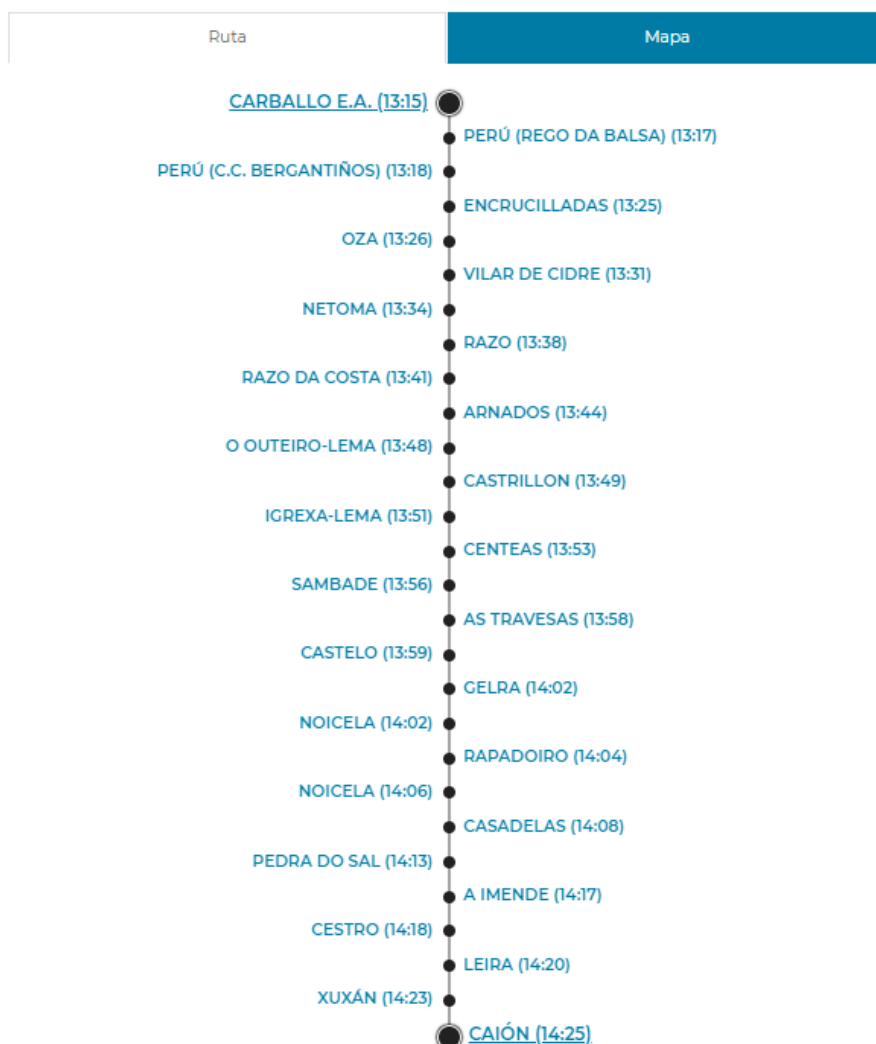 Ruta
Mapa
CARBALLO E.A. (13:15)
PERÚ (REGO DA BALSA) (13:17)
PERÚ (C.C. BERGANTIÑOS) (13:18)
ENCRUCILLADAS (13:25)
OZA (13:26)
VILAR DE CIDRE (13:31)
NETOMA (13:34)
RAZO (13:38)
RAZO DA COSTA (13:41)
ARNADOS (13:44)
O OUTEIRO-LEMA (13:48)
CASTRILLON (13:49)
IGREXA-LEMA (13:51)
CENTEAS (13:53)
SAMBADE (13:56)
AS TRAVESAS (13:58)
CASTELO (13:59)
GELRA (14:02)
NOICELA (14:02)
RAPADOIRO (14:04)
NOICELA (14:06)
CASADELAS (14:08)
PEDRA DO SAL (14:13)
A IMENDE (14:17)
CESTRO (14:18)
LEIRA (14:20)
XUXÁN (14:23)
CAIÓN (14:25)